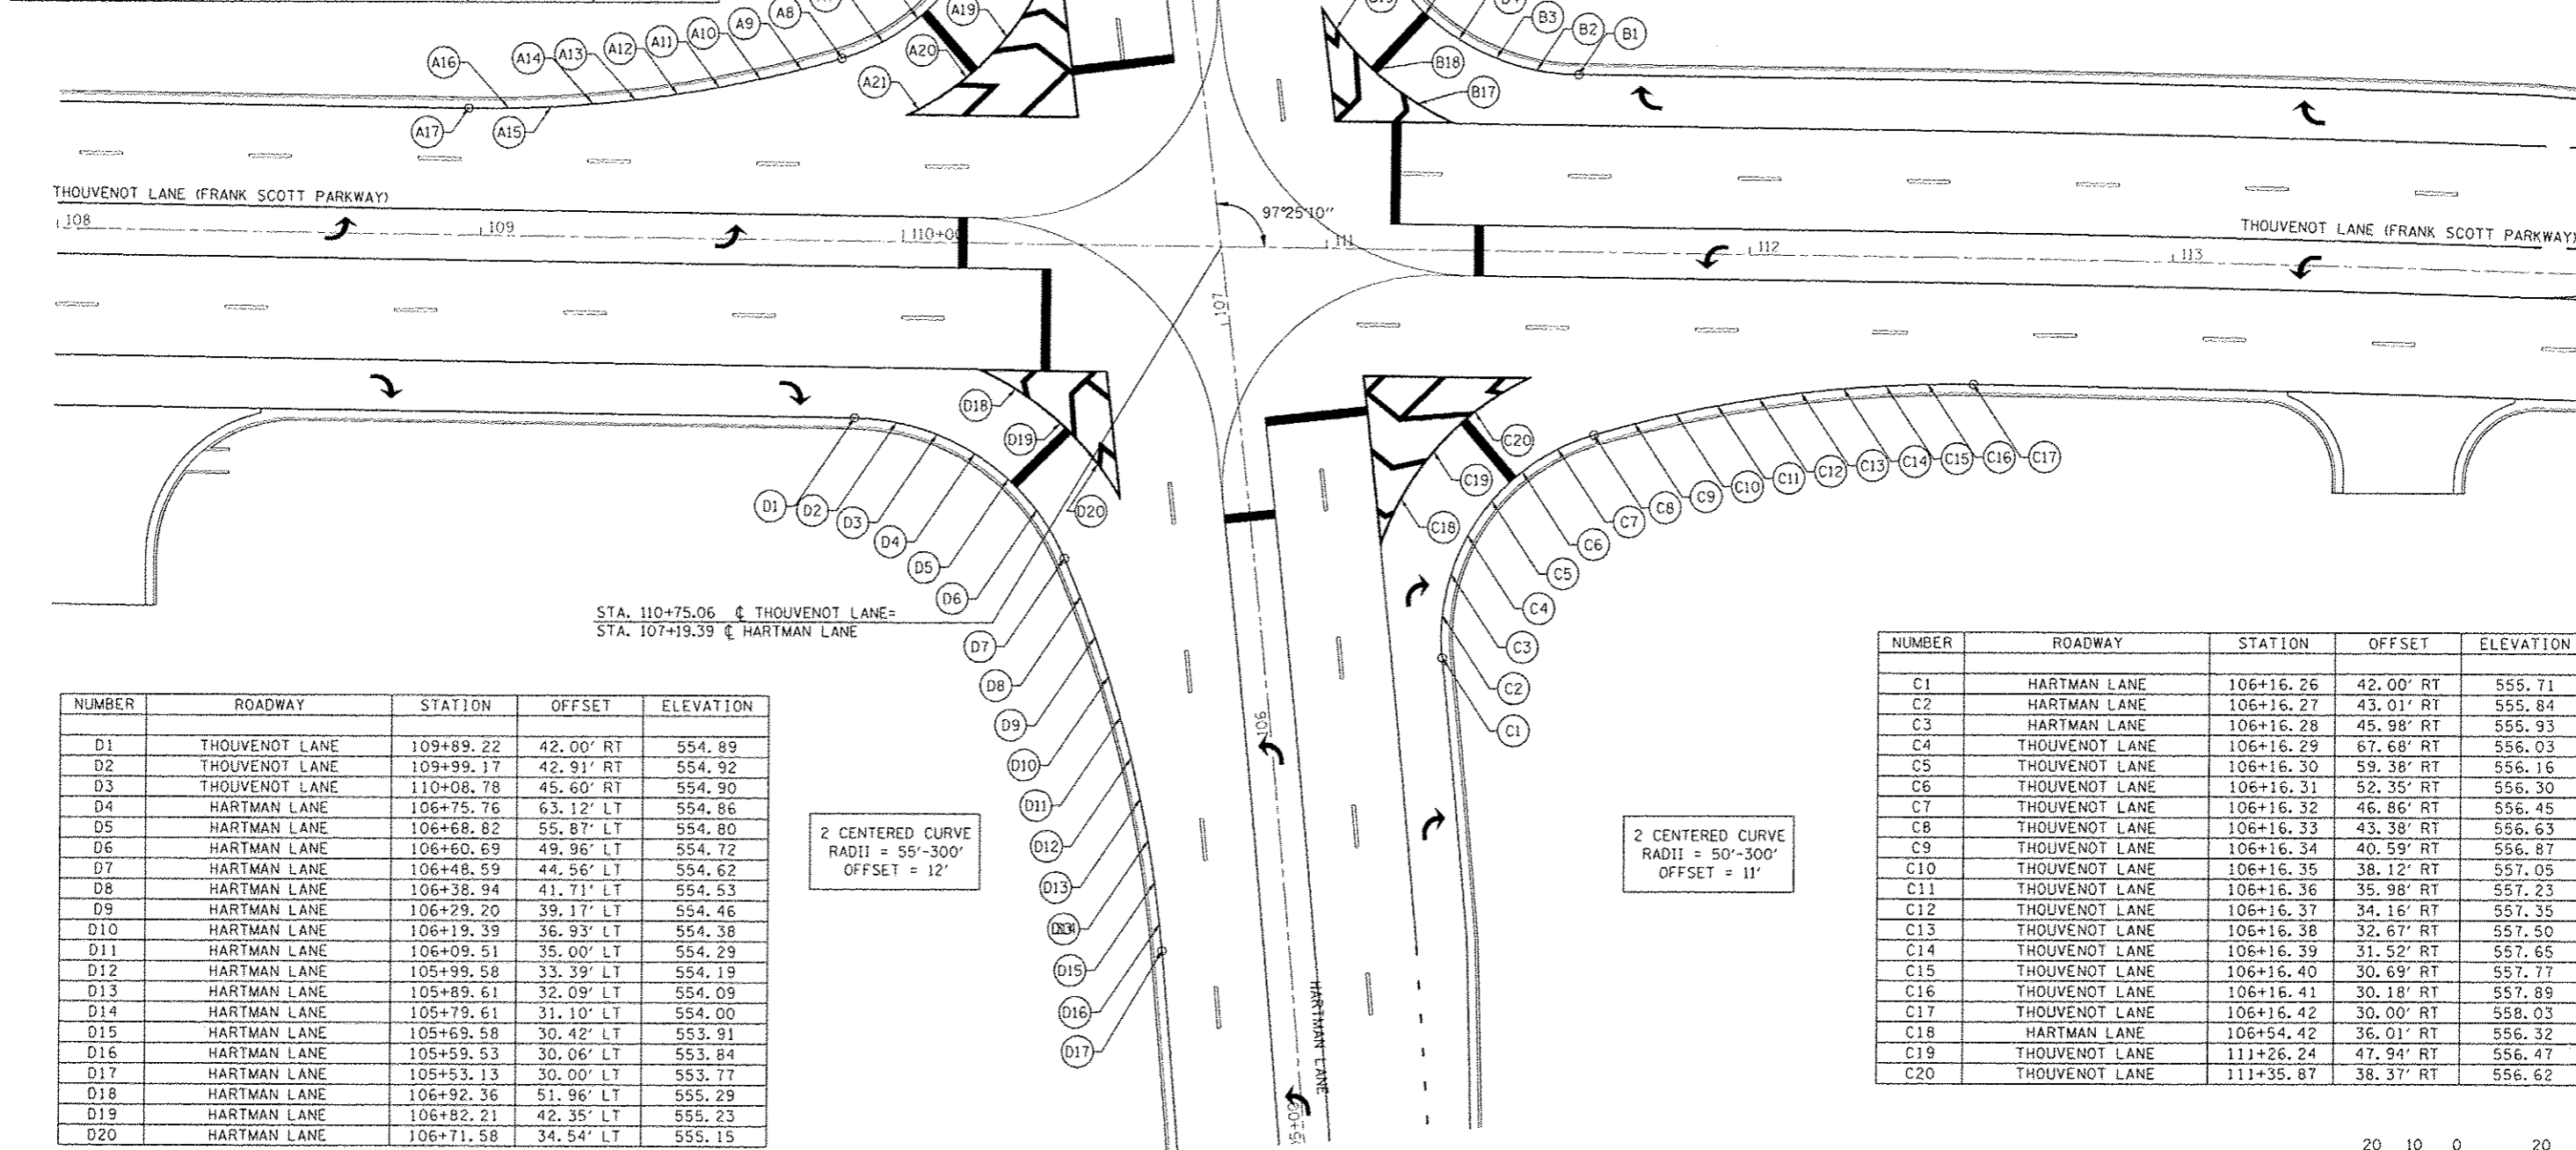 A19
A8
A9
A10
A11
A12
A13
A14
A16
A20
A21
A17
A15
B3
B2
B1
B18
B17
THOUVENOT LANE (FRANK SCOTT PARKWAY)
108
109
110+00
97°25'10"
111
112
113
THOUVENOT LANE (FRANK SCOTT PARKWAY)
107
D18
D19
D20
D1
D2
D3
D4
D5
D6
D7
D8
D9
D10
D11
D12
D13
D15
D16
D17
C20
C19
C18
C17
C16
C15
C14
C13
C12
C11
C10
C9
C8
C7
C6
C5
C4
C3
C2
C1
STA. 110+75.06 ℄ THOUVENOT LANE=
STA. 107+19.39 ℄ HARTMAN LANE
106
HARTMAN LANE
NUMBER ROADWAY STATION OFFSET ELEVATION
D1 THOUVENOT LANE 109+89.22 42.00' RT 554.89
D2 THOUVENOT LANE 109+99.17 42.91' RT 554.92
D3 THOUVENOT LANE 110+08.78 45.60' RT 554.90
D4 HARTMAN LANE 106+75.76 63.12' LT 554.86
D5 HARTMAN LANE 106+68.82 55.87' LT 554.80
D6 HARTMAN LANE 106+60.69 49.96' LT 554.72
D7 HARTMAN LANE 106+48.59 44.56' LT 554.62
D8 HARTMAN LANE 106+38.94 41.71' LT 554.53
D9 HARTMAN LANE 106+29.20 39.17' LT 554.46
D10 HARTMAN LANE 106+19.39 36.93' LT 554.38
D11 HARTMAN LANE 106+09.51 35.00' LT 554.29
D12 HARTMAN LANE 105+99.58 33.39' LT 554.19
D13 HARTMAN LANE 105+89.61 32.09' LT 554.09
D14 HARTMAN LANE 105+79.61 31.10' LT 554.00
D15 HARTMAN LANE 105+69.58 30.42' LT 553.91
D16 HARTMAN LANE 105+59.53 30.06' LT 553.84
D17 HARTMAN LANE 105+53.13 30.00' LT 553.77
D18 HARTMAN LANE 106+92.36 51.96' LT 555.29
D19 HARTMAN LANE 106+82.21 42.35' LT 555.23
D20 HARTMAN LANE 106+71.58 34.54' LT 555.15
2 CENTERED CURVE
RADII = 55'-300'
OFFSET = 12'
2 CENTERED CURVE
RADII = 50'-300'
OFFSET = 11'
NUMBER ROADWAY STATION OFFSET ELEVATION
C1 HARTMAN LANE 106+16.26 42.00' RT 555.71
C2 HARTMAN LANE 106+16.27 43.01' RT 555.84
C3 HARTMAN LANE 106+16.28 45.98' RT 555.93
C4 THOUVENOT LANE 106+16.29 67.68' RT 556.03
C5 THOUVENOT LANE 106+16.30 59.38' RT 556.16
C6 THOUVENOT LANE 106+16.31 52.35' RT 556.30
C7 THOUVENOT LANE 106+16.32 46.86' RT 556.45
C8 THOUVENOT LANE 106+16.33 43.38' RT 556.63
C9 THOUVENOT LANE 106+16.34 40.59' RT 556.87
C10 THOUVENOT LANE 106+16.35 38.12' RT 557.05
C11 THOUVENOT LANE 106+16.36 35.98' RT 557.23
C12 THOUVENOT LANE 106+16.37 34.16' RT 557.35
C13 THOUVENOT LANE 106+16.38 32.67' RT 557.50
C14 THOUVENOT LANE 106+16.39 31.52' RT 557.65
C15 THOUVENOT LANE 106+16.40 30.69' RT 557.77
C16 THOUVENOT LANE 106+16.41 30.18' RT 557.89
C17 THOUVENOT LANE 106+16.42 30.00' RT 558.03
C18 HARTMAN LANE 106+54.42 36.01' RT 556.32
C19 THOUVENOT LANE 111+26.24 47.94' RT 556.47
C20 THOUVENOT LANE 111+35.87 38.37' RT 556.62
20 10 0 20